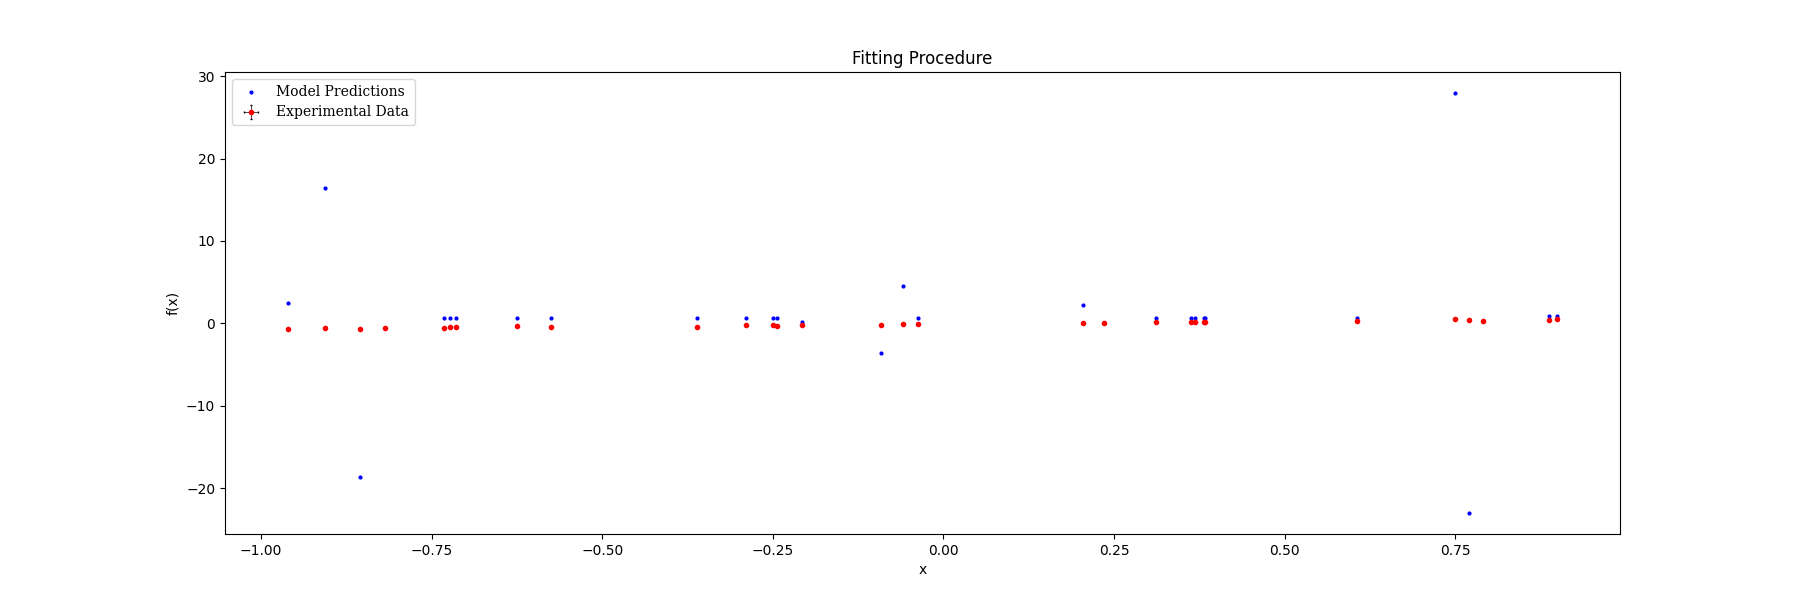 Fitting Procedure
30
20
10
0
−10
−20
f(x)
Model Predictions
Experimental Data
−1.00 −0.75 −0.50 −0.25 0.00 0.25 0.50 0.75
x